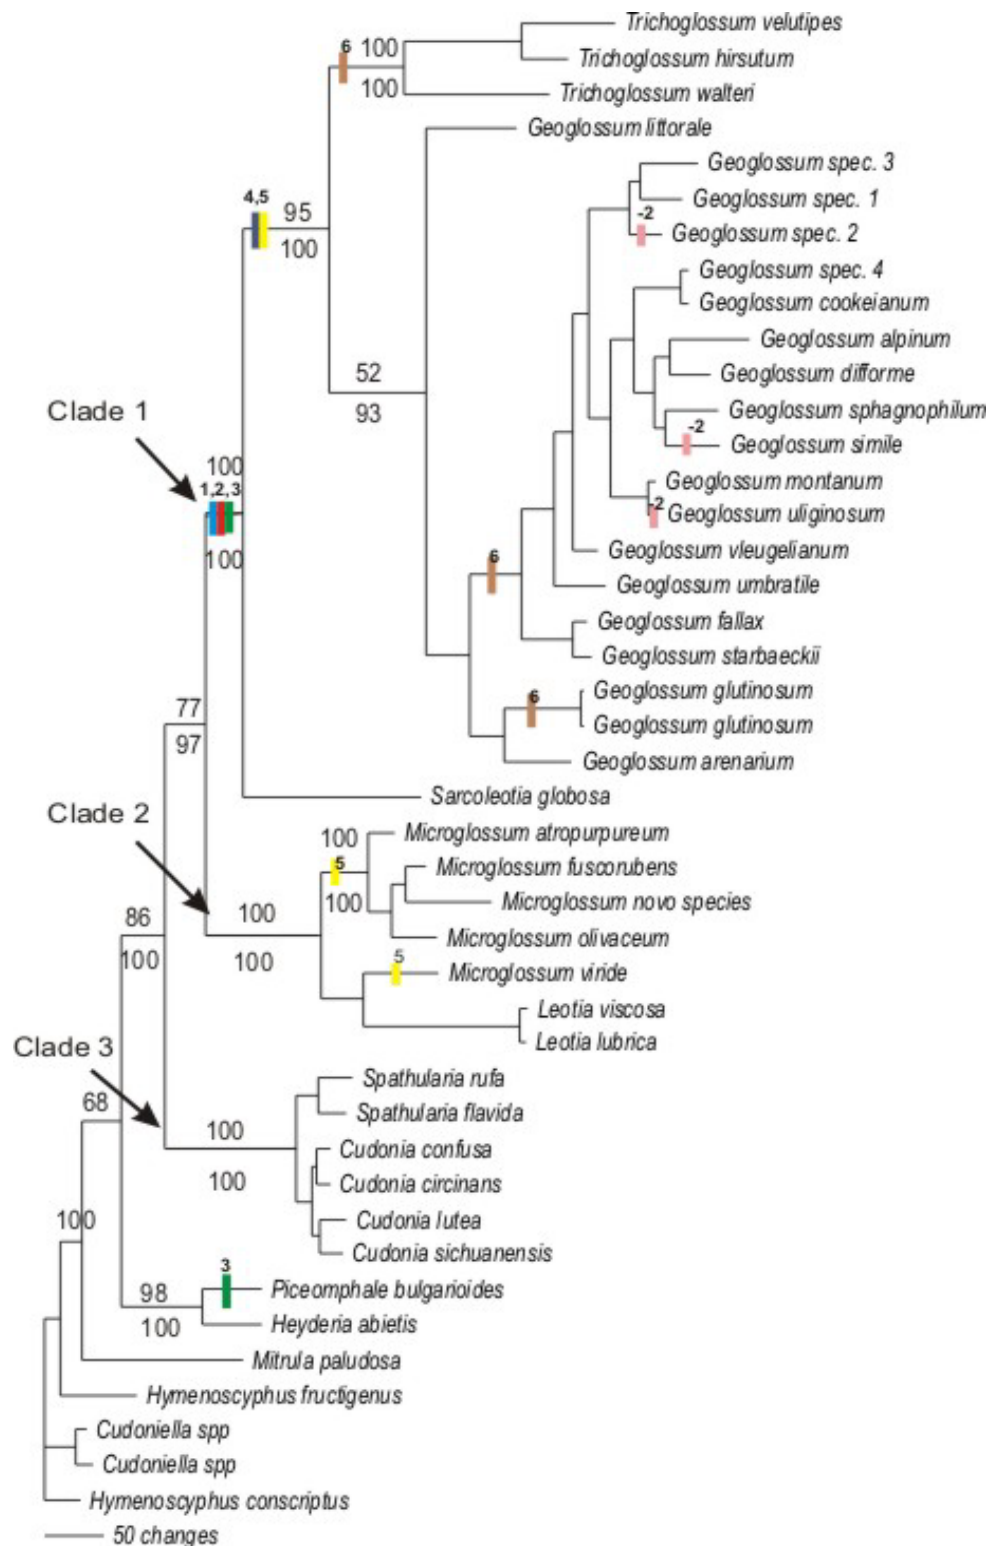 Trichoglossum velutipes
6
100
Trichoglossum hirsutum
100
Trichoglossum walteri
Geoglossum littorale
Geoglossum spec. 3
4,5
95
Geoglossum spec. 1
-2
100
Geoglossum spec. 2
Geoglossum spec. 4
Geoglossum cookeianum
Geoglossum alpinum
52
Geoglossum difforme
93
Clade 1
Geoglossum sphagnophilum
-2
Geoglossum simile
100
1,2,3
Geoglossum montanum
-2
Geoglossum uliginosum
100
Geoglossum vleugelianum
6
Geoglossum umbratile
Geoglossum fallax
Geoglossum starbaeckii
6
Geoglossum glutinosum
77
Geoglossum glutinosum
97
Geoglossum arenarium
Sarcoleotia globosa
Clade 2
100
Microglossum atropurpureum
5
Microglossum fuscorubens
100
Microglossum novo species
86
100
Microglossum olivaceum
100
100
5
Microglossum viride
Leotia viscosa
Leotia lubrica
Clade 3
Spathularia rufa
68
Spathularia flavida
100
Cudonia confusa
100
Cudonia circinans
100
Cudonia lutea
Cudonia sichuanensis
3
98
Piceomphale bulgarioides
100
Heyderia abietis
Mitrula paludosa
Hymenoscyphus fructigenus
Cudoniella spp
Cudoniella spp
Hymenoscyphus conscriptus
50 changes